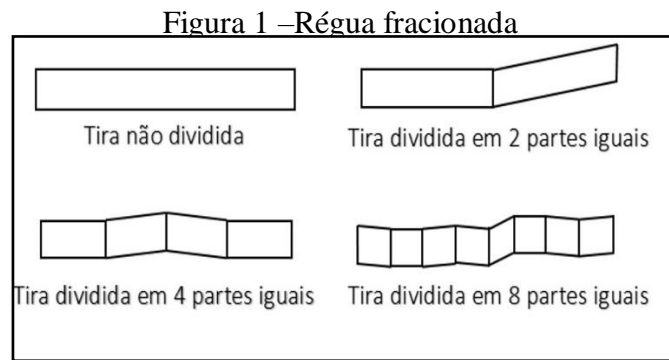 Figura 1 –Régua fracionada
Tira não dividida
Tira dividida em 2 partes iguais
Tira dividida em 4 partes iguais
Tira dividida em 8 partes iguais